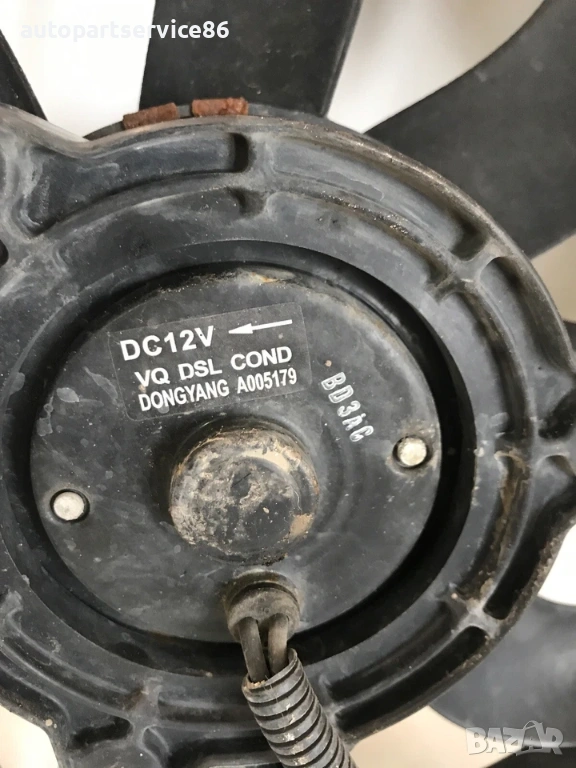 autopartservice86
DC12V
VQ DSL COND
DONGYANG A005179
BD3AC
BAZAR